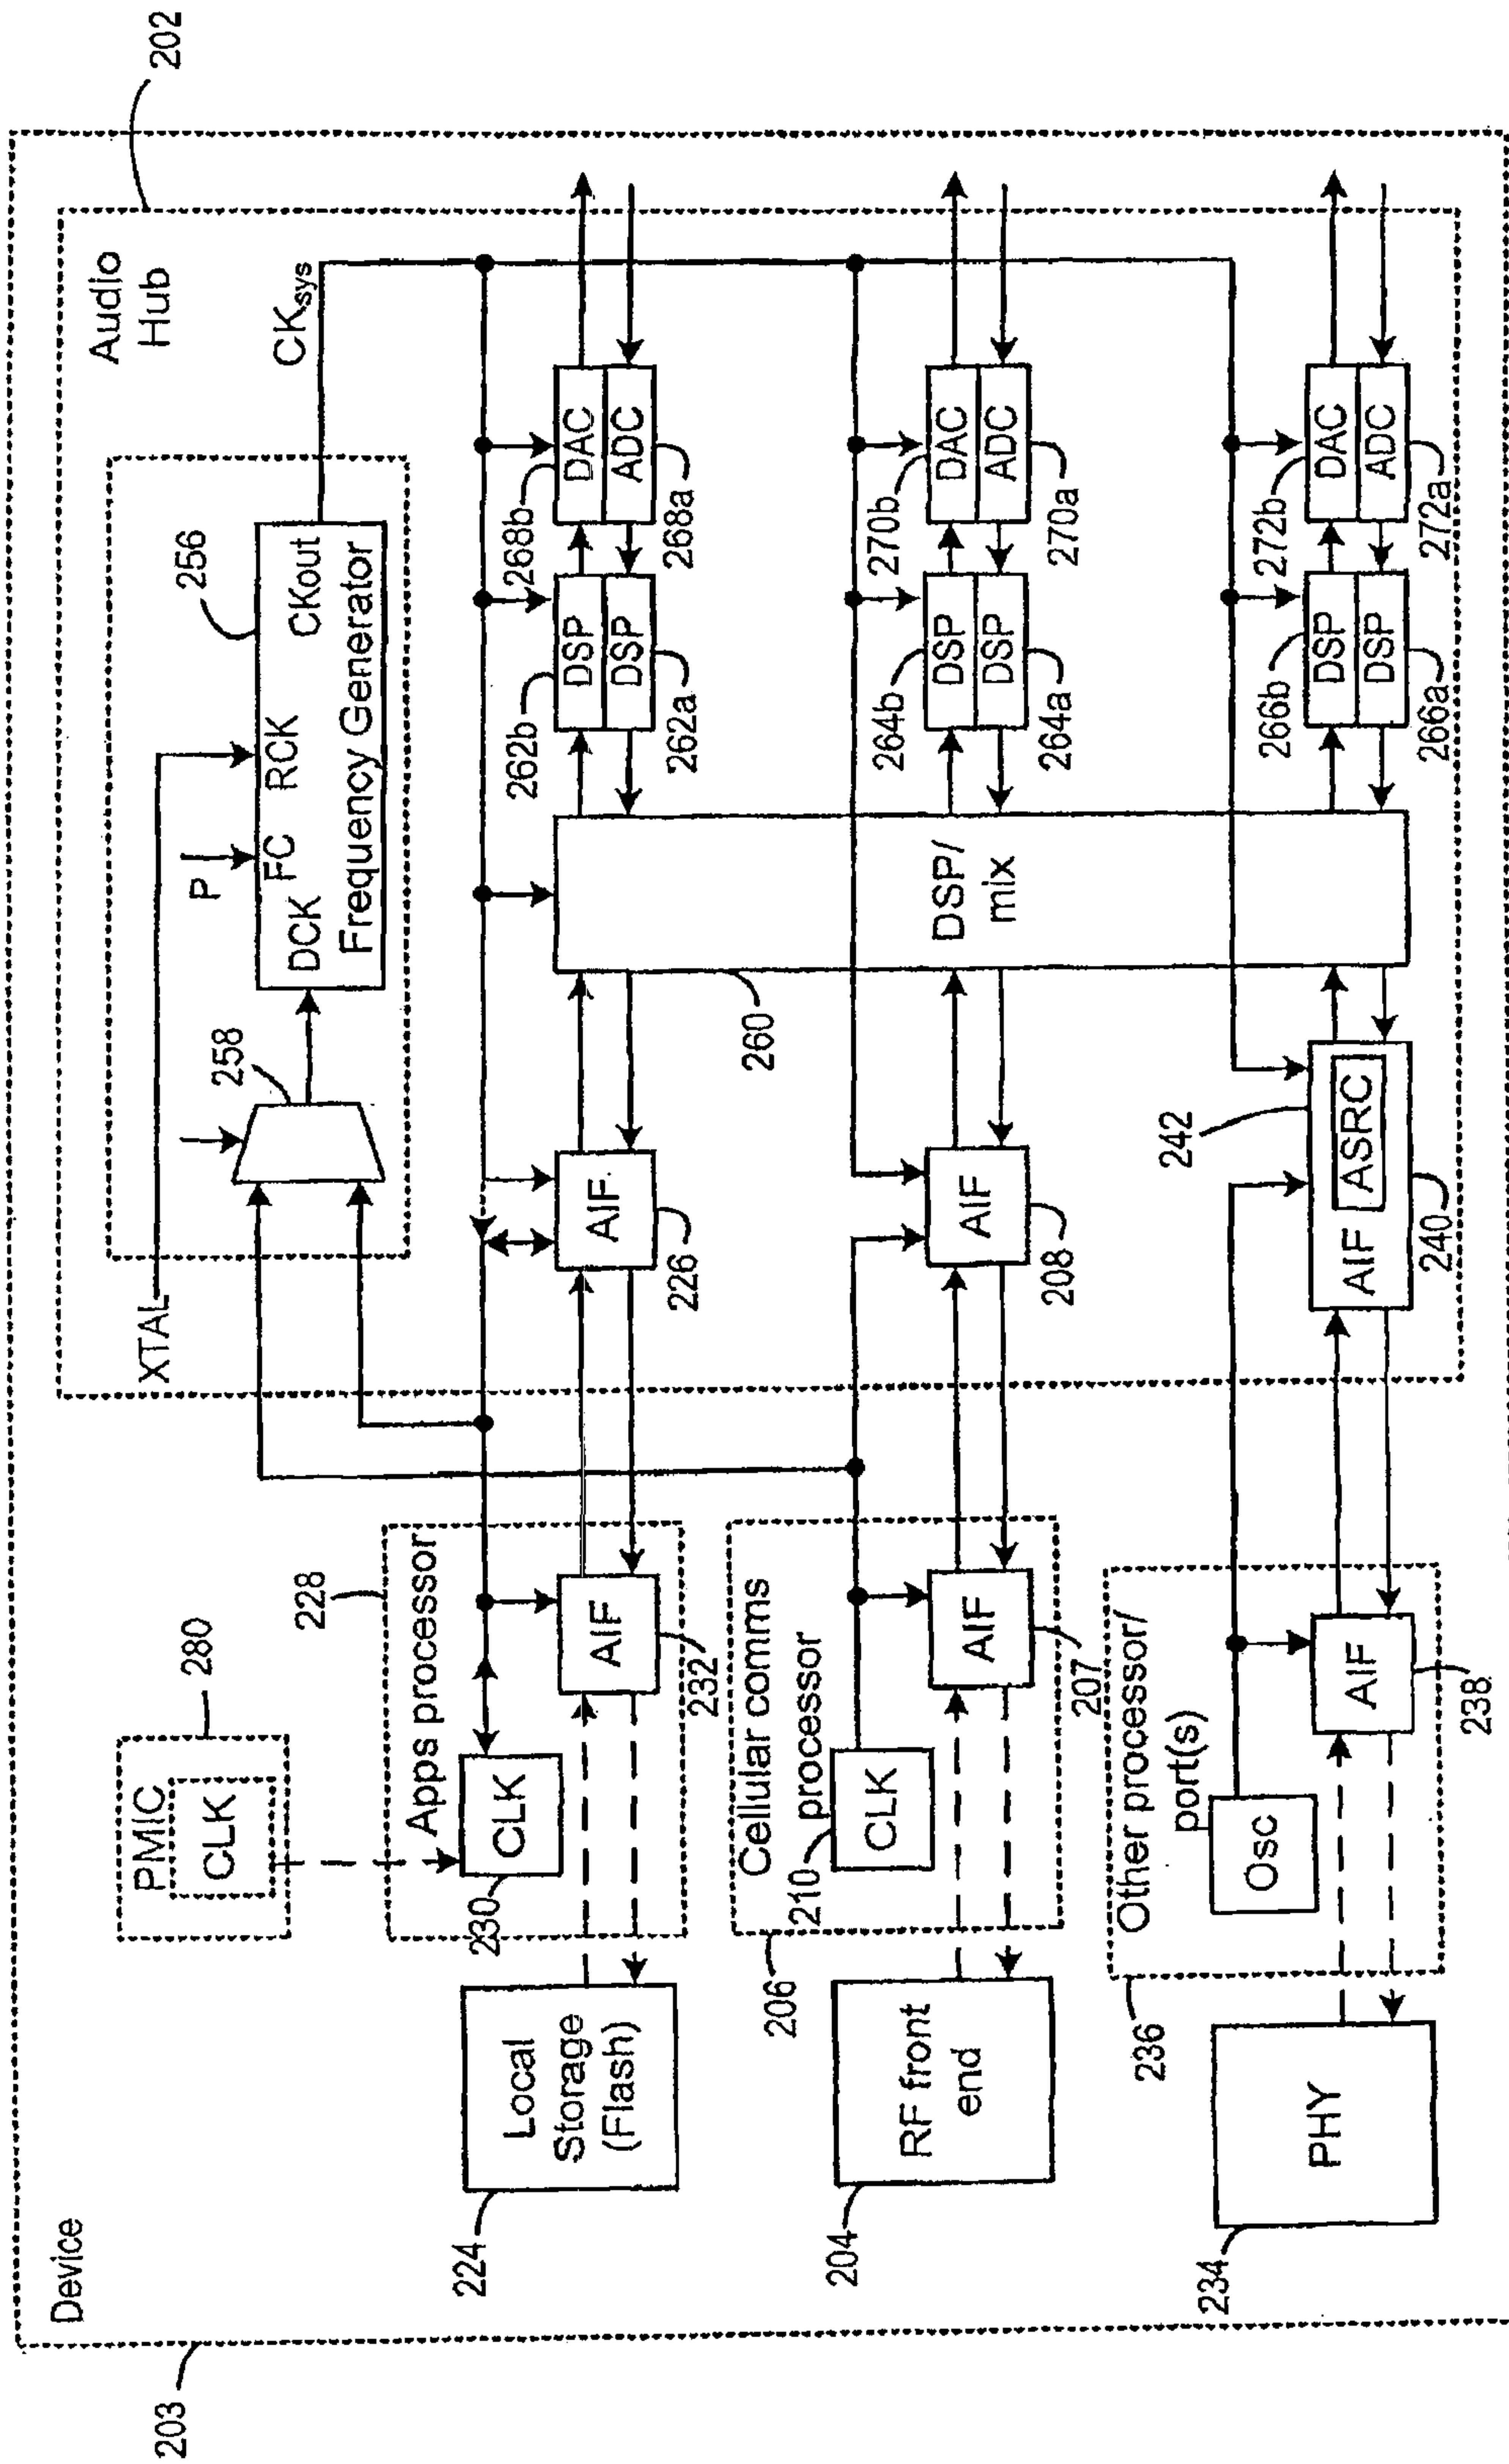 203
Device
202
Audio
Hub
XTAL
258
P
256
DCK FC RCK CKout
Frequency Generator
CKsys
PMIC
CLK
280
228
Apps processor
CLK
230
AIF
232
Local
Storage
(Flash)
224
AIF
226
262b
DSP
DSP
262a
268b
DAC
ADC
268a
DSP/
mix
260
Cellular comms
processor
210
CLK
AIF
207
206
RF front
end
204
AIF
208
264b
DSP
DSP
264a
270b
DAC
ADC
270a
Other processor/
port(s)
Osc
AIF
238
236
PHY
234
242
AIF
ASRC
240
266b
DSP
DSP
266a
272b
DAC
ADC
272a